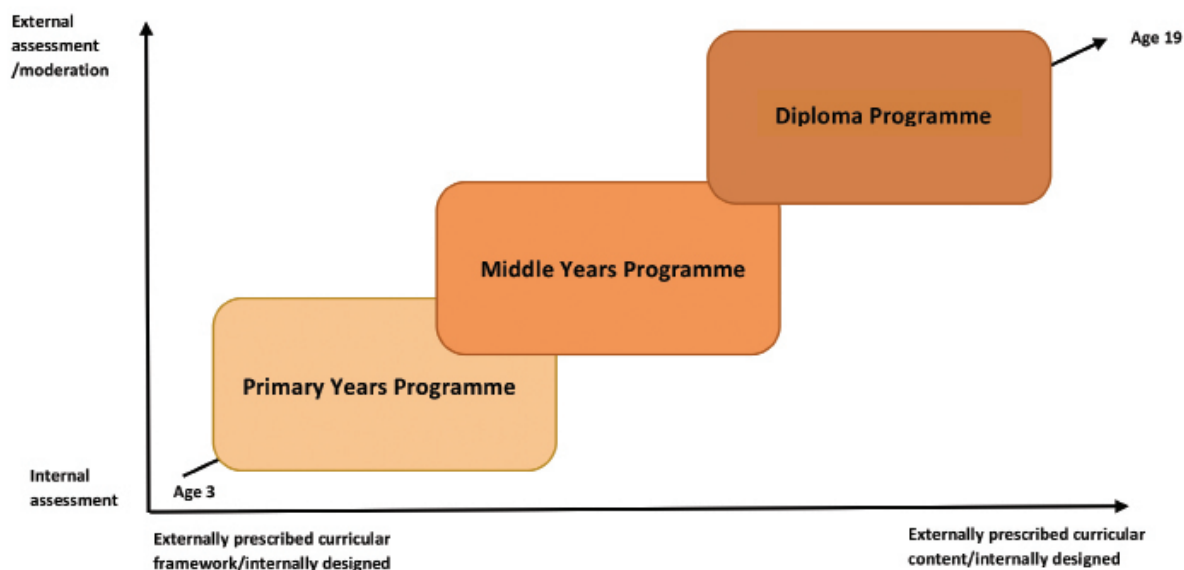 External
assessment
/moderation
Age 19
Diploma Programme
Middle Years Programme
Primary Years Programme
Internal
assessment
Age 3
Externally prescribed curricular
framework/internally designed
Externally prescribed curricular
content/internally designed